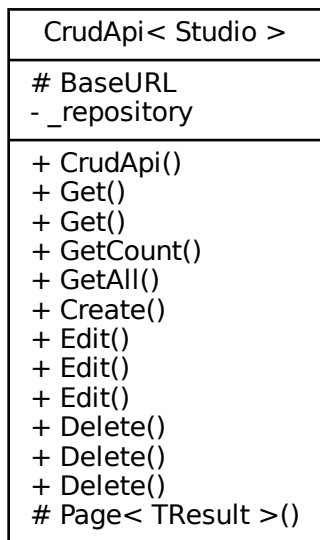 CrudApi< Studio >
# BaseURL
- _repository
+ CrudApi()
+ Get()
+ Get()
+ GetCount()
+ GetAll()
+ Create()
+ Edit()
+ Edit()
+ Edit()
+ Delete()
+ Delete()
+ Delete()
# Page< TResult >()